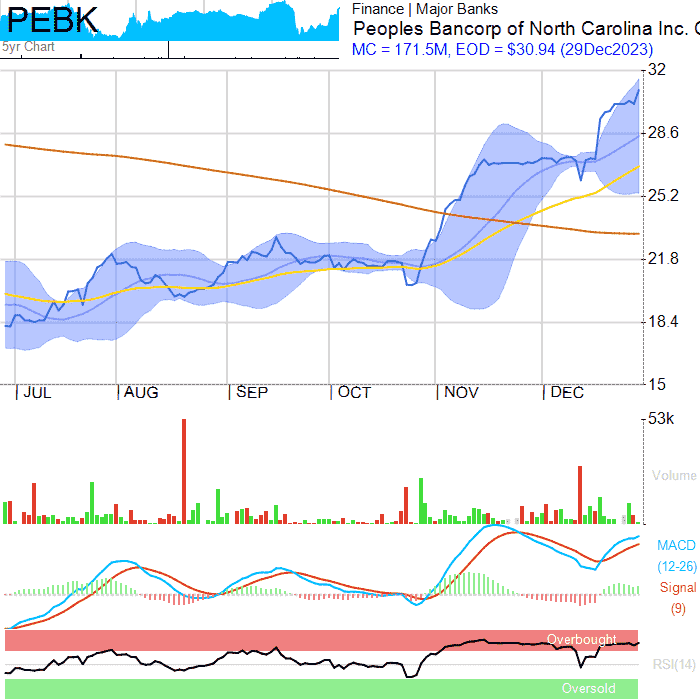 PEBK
5yr Chart
Finance | Major Banks
Peoples Bancorp of North Carolina Inc.
MC = 171.5M, EOD = $30.94 (29Dec2023)
32
28.6
25.2
21.8
18.4
15
JUL AUG SEP OCT NOV DEC
53k
Volume
MACD
(12-26)
Signal
(9)
Overbought
RSI(14)
Oversold